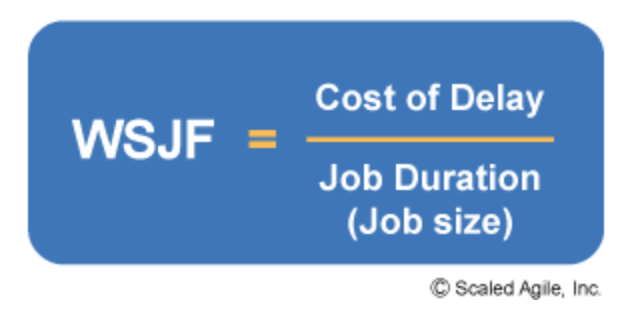 WSJF = Cost of Delay
Job Duration
(Job size)
© Scaled Agile, Inc.